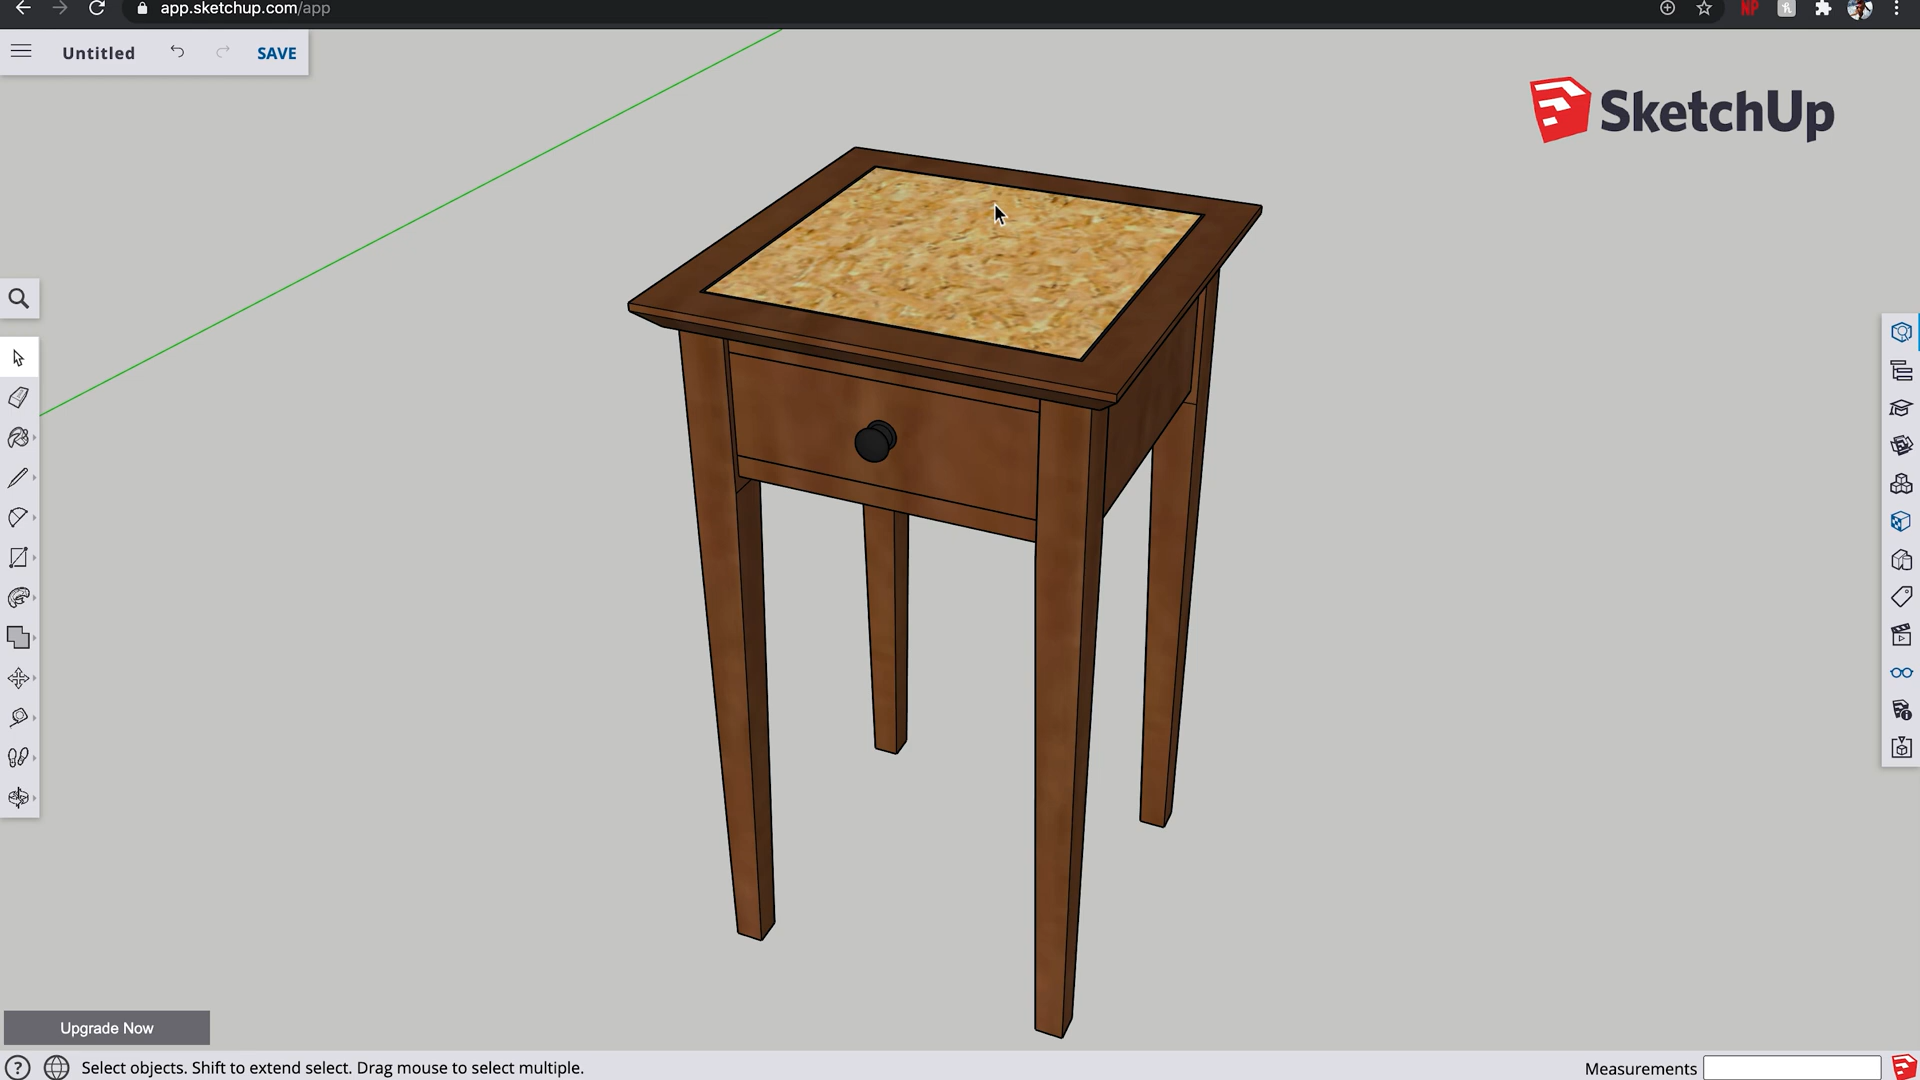 app.sketchup.com/app
NP
h
Untitled
SAVE
SketchUp
Upgrade Now
?
Select objects. Shift to extend select. Drag mouse to select multiple.
Measurements